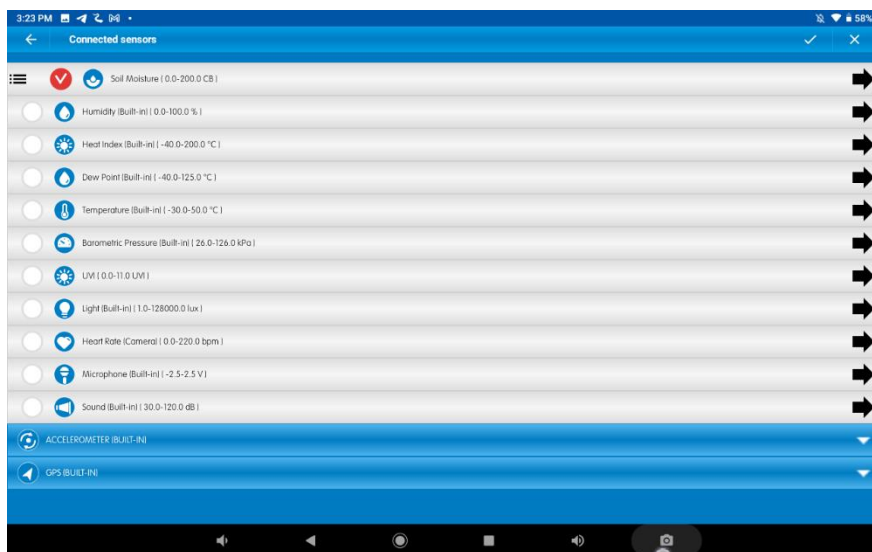 3:23 PM 58%
Connected sensors
Soil Moisture ( 0.0-200.0 CB )
Humidity (Built-in) ( 0.0-100.0 % )
Heat Index (Built-in) ( -40.0-200.0 °C )
Dew Point (Built-in) ( -40.0-125.0 °C )
Temperature (Built-in) ( -30.0-50.0 °C )
Barometric Pressure (Built-in) ( 26.0-126.0 kPa )
UVI ( 0.0-11.0 UVI )
Light (Built-in) ( 1.0-128000.0 lux )
Heart Rate (Camera) ( 0.0-220.0 bpm )
Microphone (Built-in) ( -2.5-2.5 V )
Sound (Built-in) ( 30.0-120.0 dB )
ACCELEROMETER (BUILT-IN)
GPS (BUILT-IN)